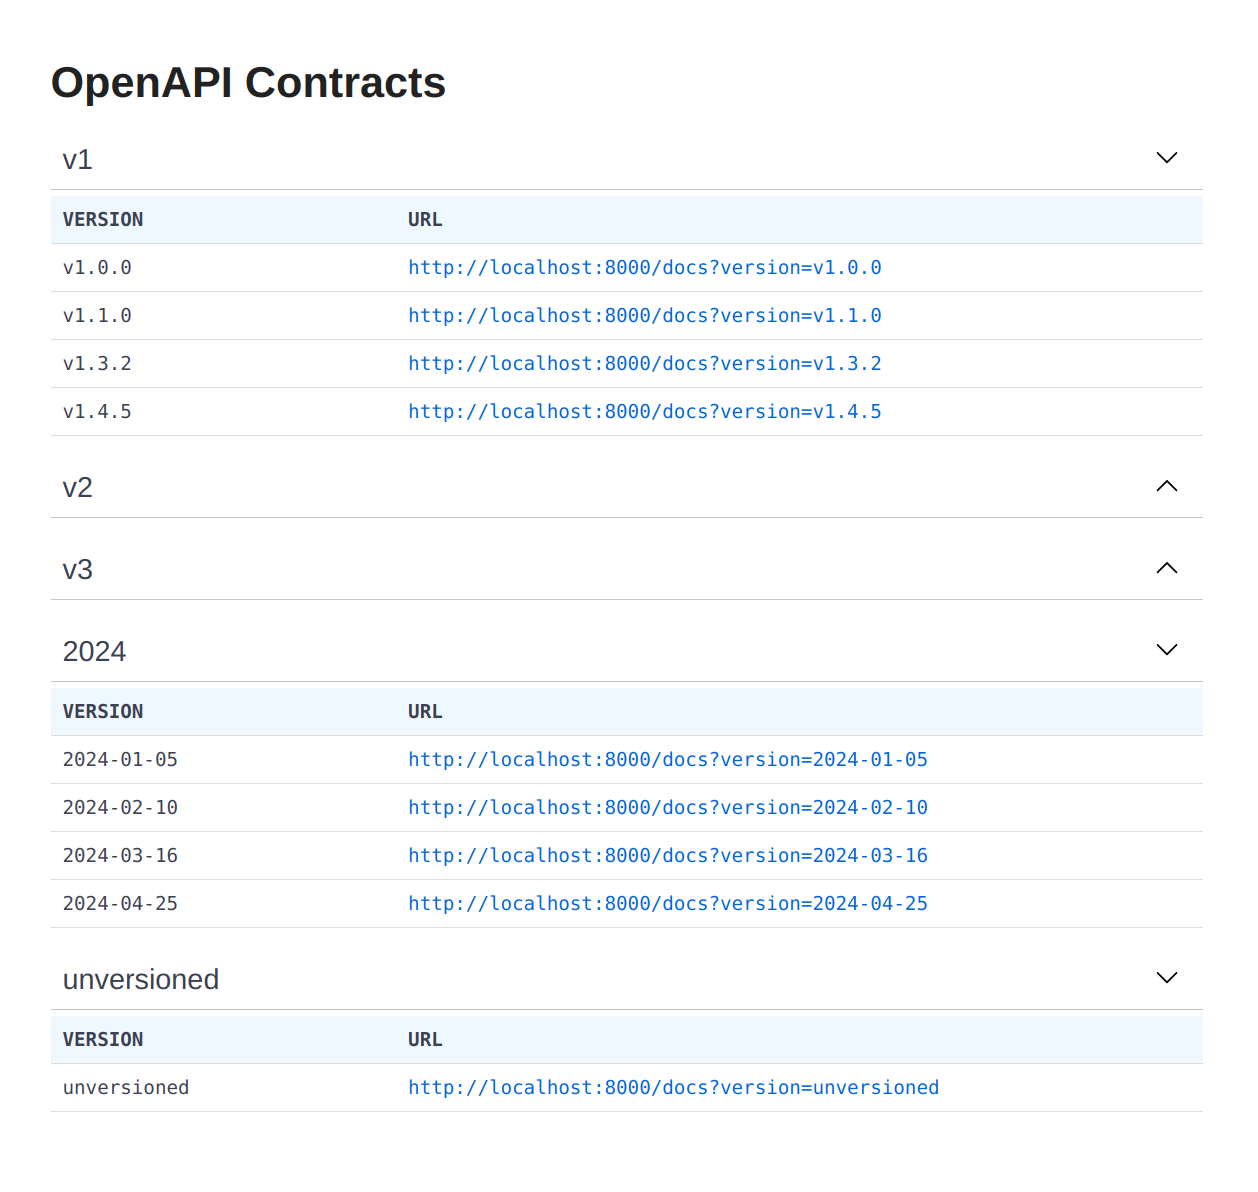 OpenAPI Contracts
v1
VERSION URL
v1.0.0 http://localhost:8000/docs?version=v1.0.0
v1.1.0 http://localhost:8000/docs?version=v1.1.0
v1.3.2 http://localhost:8000/docs?version=v1.3.2
v1.4.5 http://localhost:8000/docs?version=v1.4.5
v2
v3
2024
VERSION URL
2024-01-05 http://localhost:8000/docs?version=2024-01-05
2024-02-10 http://localhost:8000/docs?version=2024-02-10
2024-03-16 http://localhost:8000/docs?version=2024-03-16
2024-04-25 http://localhost:8000/docs?version=2024-04-25
unversioned
VERSION URL
unversioned http://localhost:8000/docs?version=unversioned